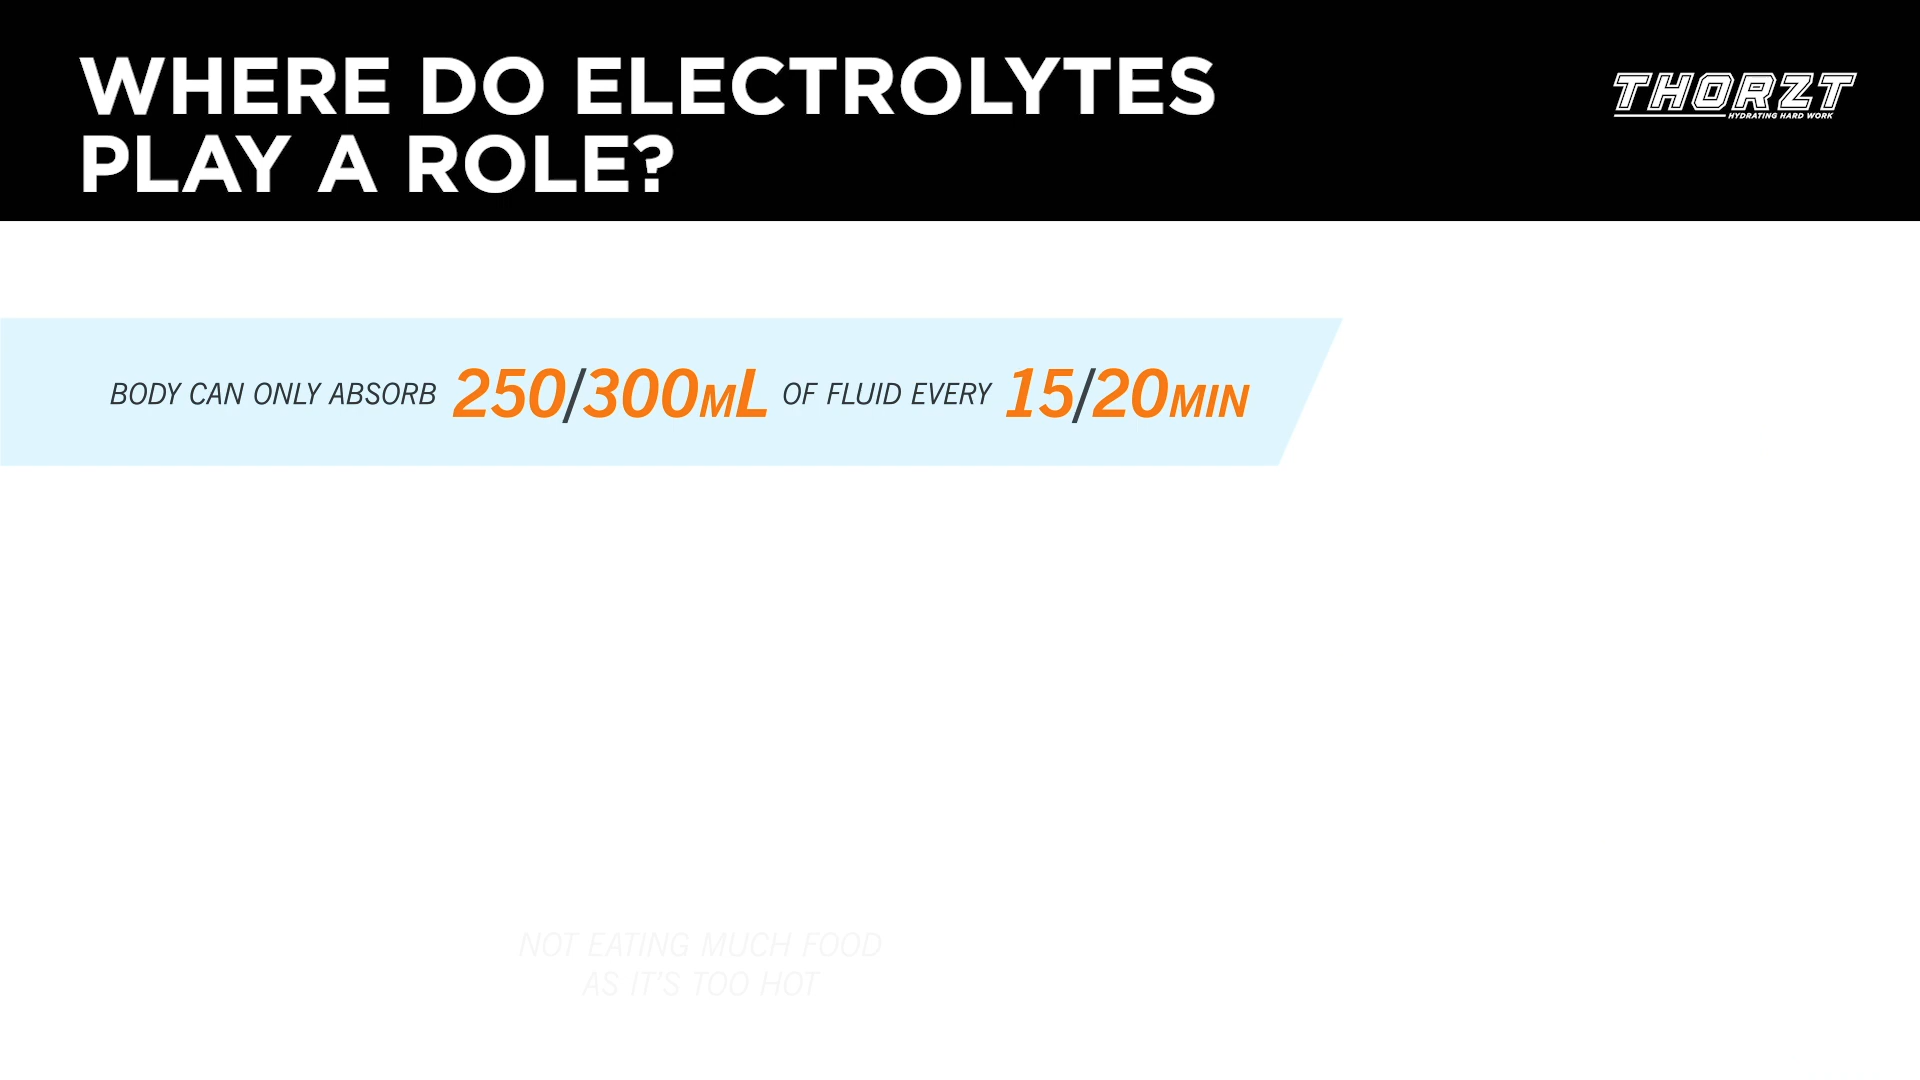 WHERE DO ELECTROLYTES
PLAY A ROLE?
THORZT
HYDRATING HARD WORK
BODY CAN ONLY ABSORB 250/300ML OF FLUID EVERY 15/20MIN
NOT EATING MUCH FOOD
AS IT'S TOO HOT